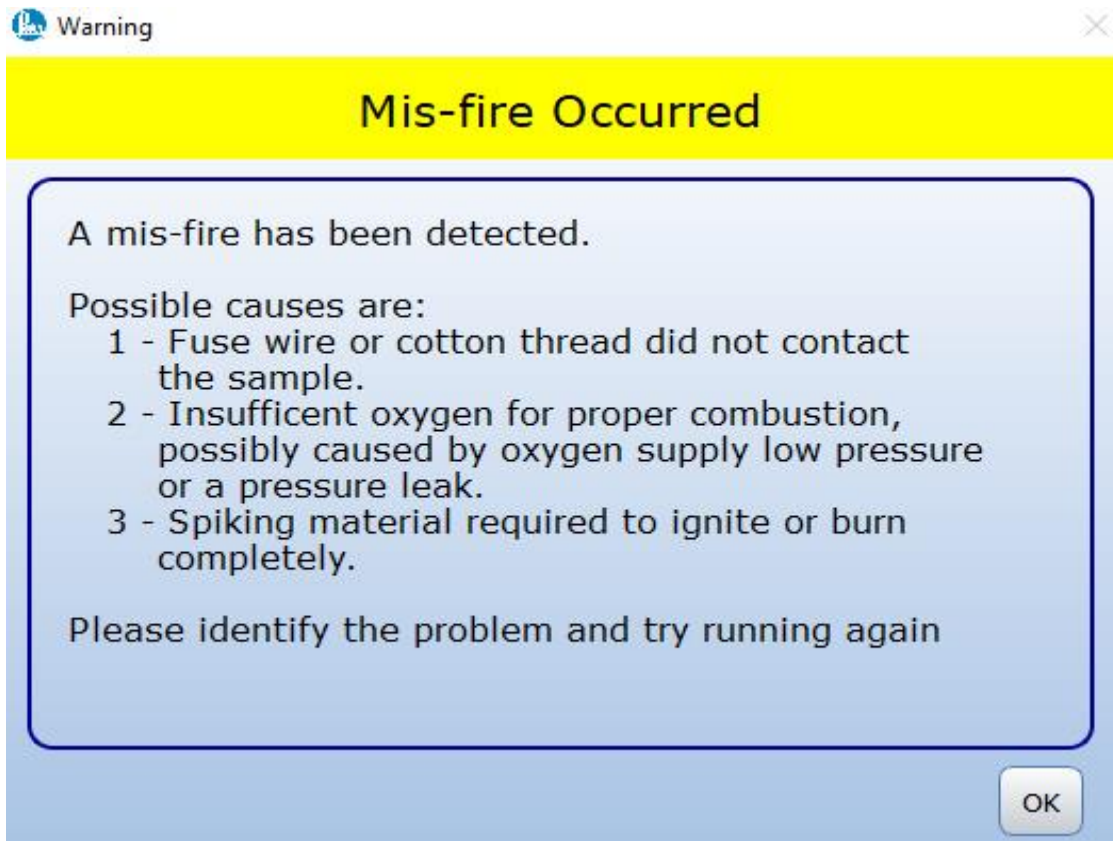 Warning
Mis-fire Occurred
A mis-fire has been detected.
Possible causes are:
1 - Fuse wire or cotton thread did not contact
the sample.
2 - Insufficent oxygen for proper combustion,
possibly caused by oxygen supply low pressure
or a pressure leak.
3 - Spiking material required to ignite or burn
completely.
Please identify the problem and try running again
OK